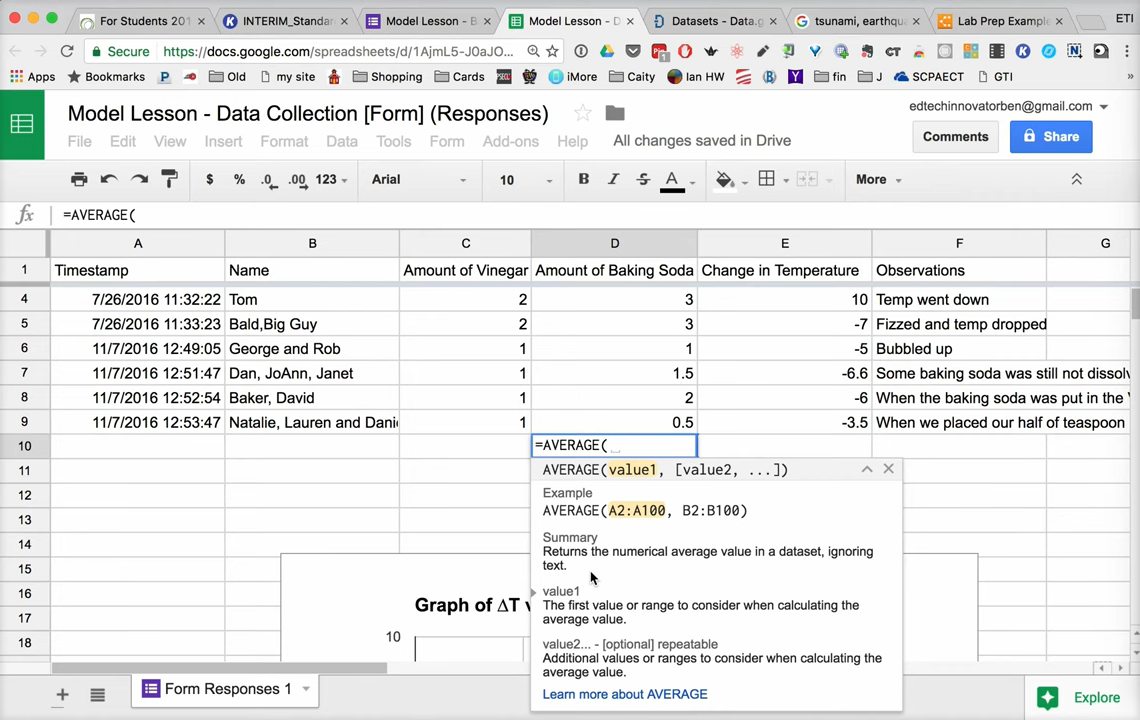 For Students 201
INTERIM_Standar
Model Lesson - B
Model Lesson - D
Datasets - Data.g
tsunami, earthqua
Lab Prep Example
ETI
Secure
https://docs.google.com/spreadsheets/d/1AjmL5-J0aJO...
Apps
Bookmarks
Old
my site
Shopping
Cards
iMore
Caity
Ian HW
fin
J
SCPAECT
GTI
»
Model Lesson - Data Collection [Form] (Responses)
edtechinnovatorben@gmail.com
File Edit View Insert Format Data Tools Form Add-ons Help All changes saved in Drive
Comments
Share
$ % .0 .00 123 Arial 10 B I S A More
fx =AVERAGE(
A B C D E F G
1 Timestamp Name Amount of Vinegar Amount of Baking Soda Change in Temperature Observations
4 7/26/2016 11:32:22 Tom 2 3 10 Temp went down
5 7/26/2016 11:33:23 Bald,Big Guy 2 3 -7 Fizzed and temp dropped
6 11/7/2016 12:49:05 George and Rob 1 1 -5 Bubbled up
7 11/7/2016 12:51:47 Dan, JoAnn, Janet 1 1.5 -6.6 Some baking soda was still not dissolv
8 11/7/2016 12:52:54 Baker, David 1 2 -6 When the baking soda was put in the
9 11/7/2016 12:53:47 Natalie, Lauren and Dani 1 0.5 -3.5 When we placed our half of teaspoon
10 =AVERAGE(
11 AVERAGE(value1, [value2, ...])
12 Example
AVERAGE(A2:A100, B2:B100)
13
14 Summary
Returns the numerical average value in a dataset, ignoring
15 text.
16 value1
The first value or range to consider when calculating the
17 average value.
Graph of ΔT v
10
18 value2... - [optional] repeatable
Additional values or ranges to consider when calculating the
average value.
Learn more about AVERAGE
Form Responses 1
Explore